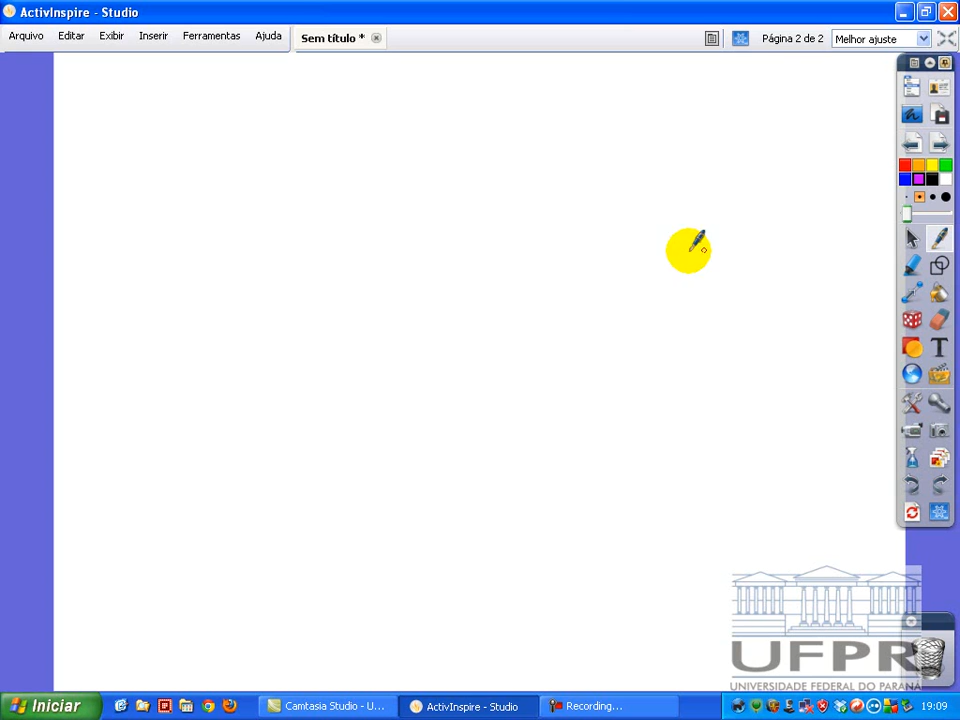 ActivInspire - Studio
Arquivo Editar Exibir Inserir Ferramentas Ajuda
Sem título *
Página 2 de 2
Melhor ajuste
T
UFPR
UNIVERSIDADE FEDERAL DO PARANÁ
Iniciar
Camtasia Studio - U...
ActivInspire - Studio
Recording...
19:09